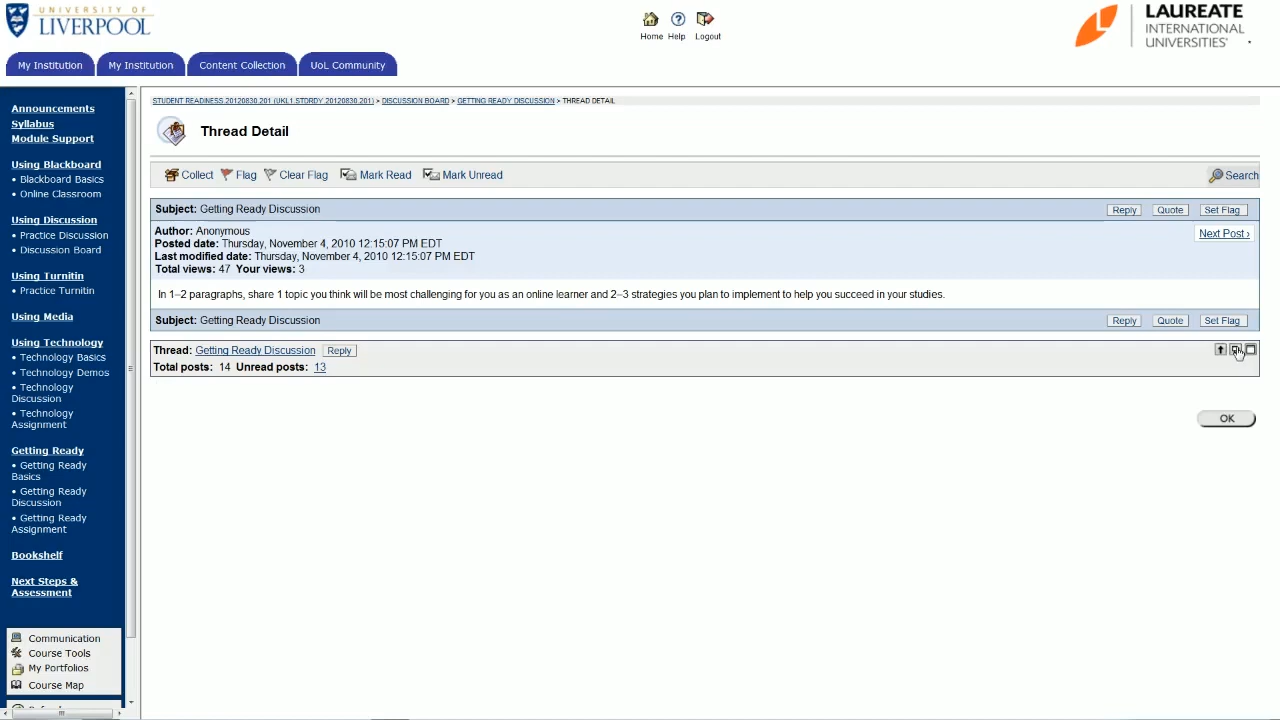 UNIVERSITY OF
LIVERPOOL
Home Help Logout
LAUREATE
INTERNATIONAL
UNIVERSITIES
My Institution
My Institution
Content Collection
UoL Community
Announcements
Syllabus
Module Support
Using Blackboard
• Blackboard Basics
• Online Classroom
Using Discussion
• Practice Discussion
• Discussion Board
Using Turnitin
• Practice Turnitin
Using Media
Using Technology
• Technology Basics
• Technology Demos
• Technology
Discussion
• Technology
Assignment
Getting Ready
• Getting Ready
Basics
• Getting Ready
Discussion
• Getting Ready
Assignment
Bookshelf
Next Steps &
Assessment
Communication
Course Tools
My Portfolios
Course Map
STUDENT READINESS.20120830.201 (UKL1.STDRDY.20120830.201) > DISCUSSION BOARD > GETTING READY DISCUSSION > THREAD DETAIL
Thread Detail
Collect Flag Clear Flag Mark Read Mark Unread Search
Subject: Getting Ready Discussion Reply Quote Set Flag
Author: Anonymous
Next Post ›
Posted date: Thursday, November 4, 2010 12:15:07 PM EDT
Last modified date: Thursday, November 4, 2010 12:15:07 PM EDT
Total views: 47 Your views: 3
In 1–2 paragraphs, share 1 topic you think will be most challenging for you as an online learner and 2–3 strategies you plan to implement to help you succeed in your studies.
Subject: Getting Ready Discussion Reply Quote Set Flag
Thread: Getting Ready Discussion Reply
Total posts: 14 Unread posts: 13
OK